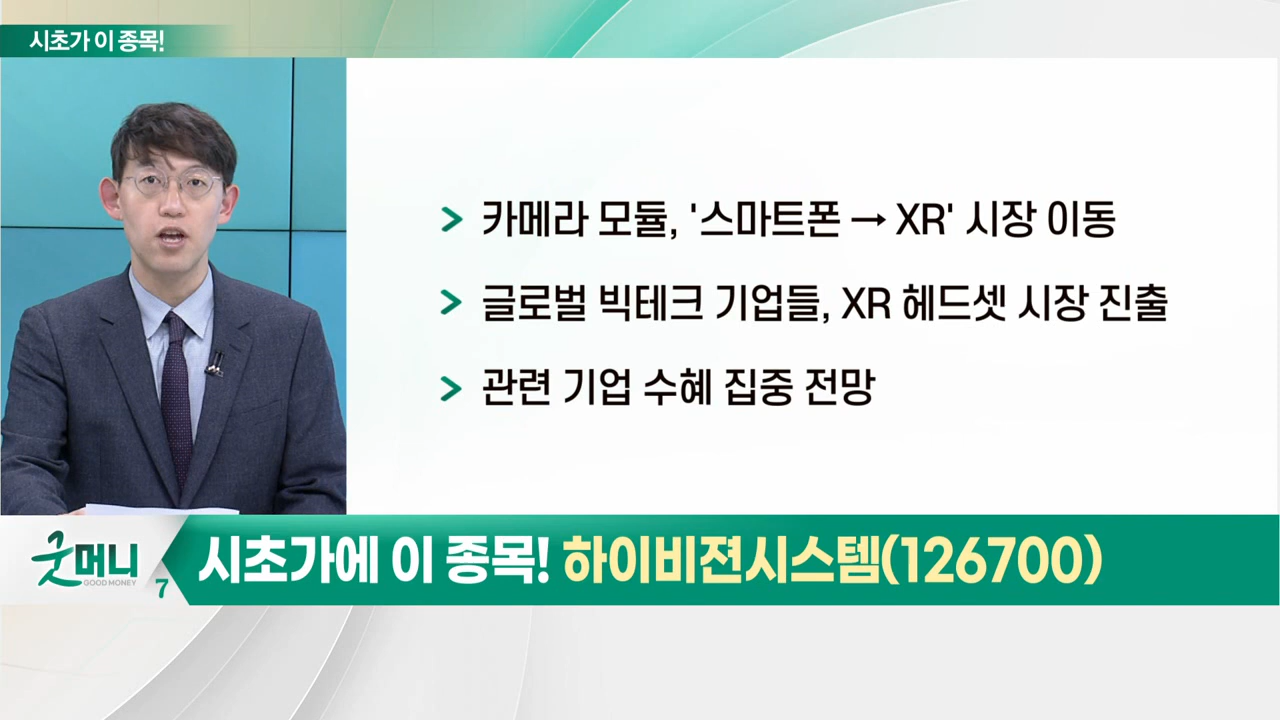 시초가 이 종목!
> 카메라 모듈, '스마트폰 → XR' 시장 이동
> 글로벌 빅테크 기업들, XR 헤드셋 시장 진출
> 관련 기업 수혜 집중 전망
굿머니
GOOD MONEY
7
시초가에 이 종목! 하이비젼시스템(126700)